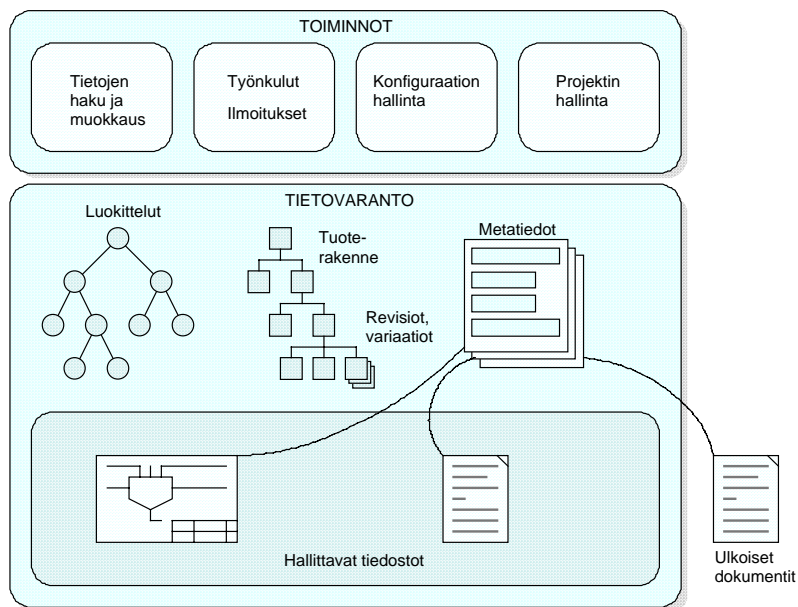 TOIMINNOT
Tietojen
haku ja
muokkaus
Työnkulut
Ilmoitukset
Konfiguraation
hallinta
Projektin
hallinta
TIETOVARANTO
Luokittelut
Tuote-
rakenne
Revisiot,
variaatiot
Metatiedot
Hallittavat tiedostot
Ulkoiset
dokumentit